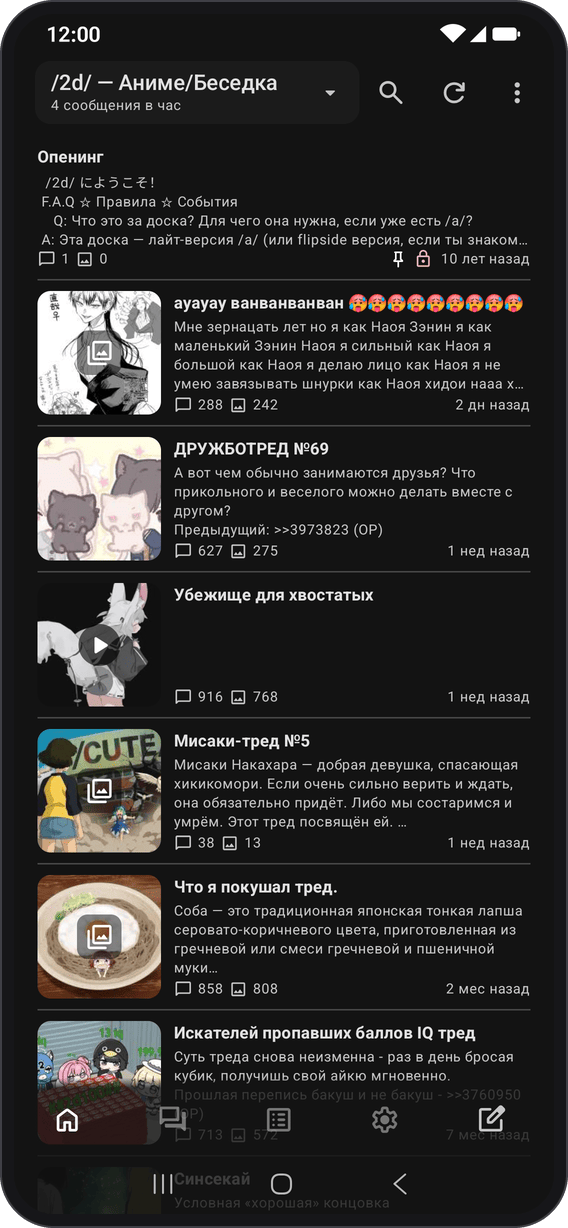 12:00
/2d/ — Аниме/Беседка
4 сообщения в час
Опенинг
/2d/ にようこそ!
F.A.Q ☆ Правила ☆ События
Q: Что это за доска? Для чего она нужна, если уже есть /a/?
A: Эта доска — лайт-версия /a/ (или flipside версия, если ты знаком…
1 0 10 лет назад
ауауау ванванванван 🥵🥵🥵🥵🥵🥵🥵🥵🥵
Мне зернацать лет но я как Наоя Зэнин я как
маленький Зэнин Наоя я сильный как Наоя я
большой как Наоя я делаю лицо как Наоя я не
умею завязывать шнурки как Наоя хидои нааа х…
288 242 2 дн назад
ДРУЖБОТРЕД №69
А вот чем обычно занимаются друзья? Что
прикольного и веселого можно делать вместе с
другом?
Предыдущий: >>3973823 (OP)
627 275 1 нед назад
Убежище для хвостатых
916 768 1 нед назад
/CUTE
Мисаки-тред №5
Мисаки Накахара — добрая девушка, спасающая
хикикомори. Если очень сильно верить и ждать,
она обязательно придёт. Либо мы состаримся и
умрём. Этот тред посвящён ей. …
38 13 1 нед назад
Что я покушал тред.
Соба — это традиционная японская тонкая лапша
серовато-коричневого цвета, приготовленная из
гречневой или смеси гречневой и пшеничной
муки…
858 808 2 мес назад
Искателей пропавших баллов IQ тред
Суть треда снова неизменна - раз в день бросая
кубик, получишь свой айкю мгновенно.
Прошлая перепись бакуш и не бакуш - >>3760950
(OP)
713 572 7 мес назад
Синсекай
Условная «хорошая» концовка